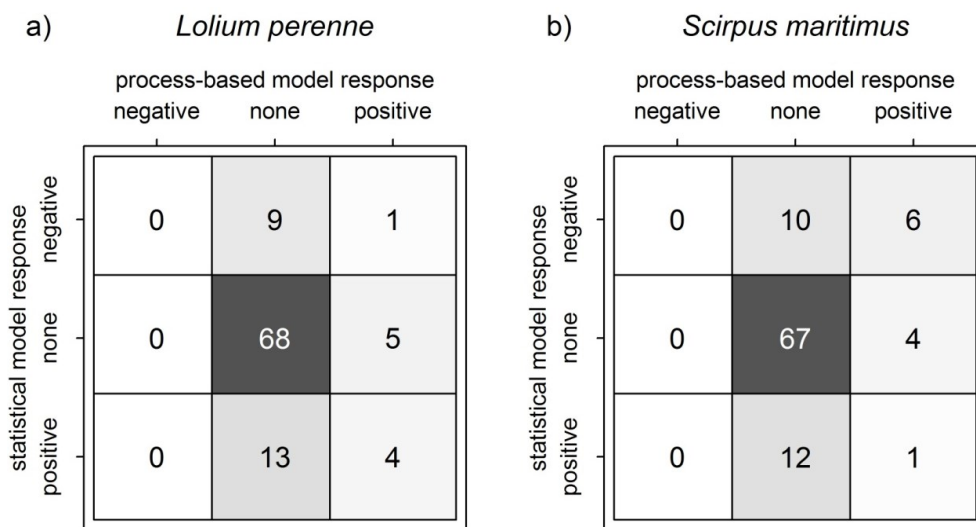 a) Lolium perenne
process-based model response
negative none positive
statistical model response
negative
none
positive
0 9 1
0 68 5
0 13 4
b) Scirpus maritimus
process-based model response
negative none positive
statistical model response
negative
none
positive
0 10 6
0 67 4
0 12 1